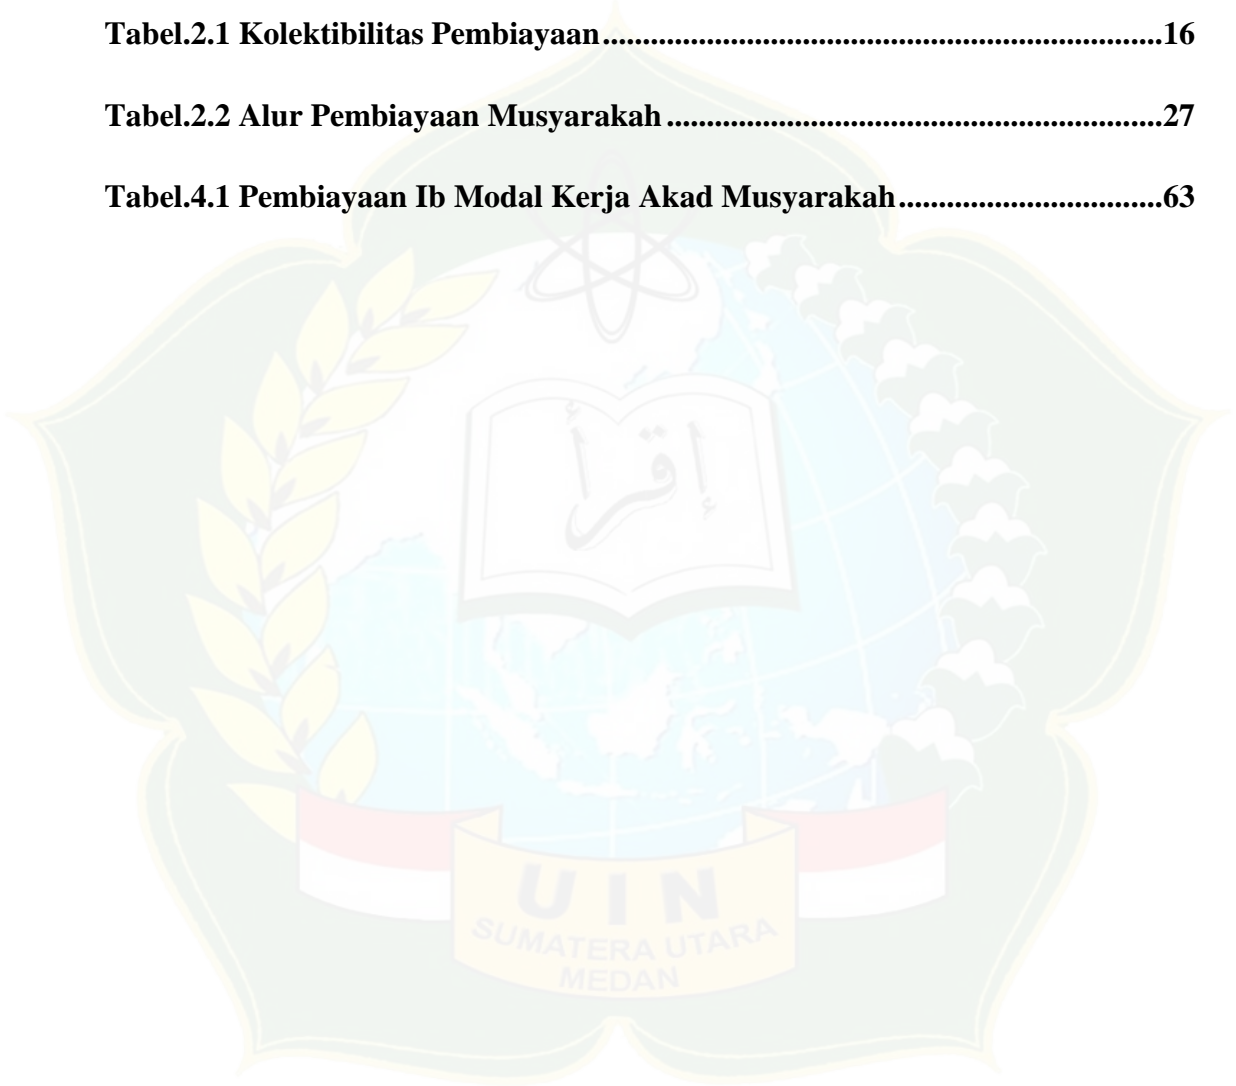 Tabel.2.1 Kolektibilitas Pembiayaan......................................................................16
Tabel.2.2 Alur Pembiayaan Musyarakah..............................................................27
Tabel.4.1 Pembiayaan Ib Modal Kerja Akad Musyarakah.................................63
إقرأ
UIN
SUMATERA UTARA
MEDAN